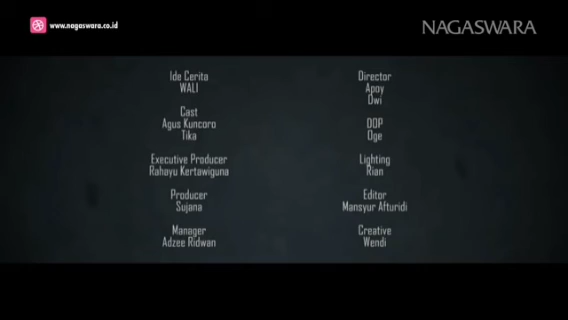 www.nagaswara.co.id
NAGASWARA
Ide Cerita
WALI
Cast
Agus Kuncoro
Tika
Executive Producer
Rahayu Kertawiguna
Producer
Sujana
Manager
Adzee Ridwan
Director
Apoy
Dwi
DOP
Oge
Lighting
Rian
Editor
Mansyur Afturidi
Creative
Wendi